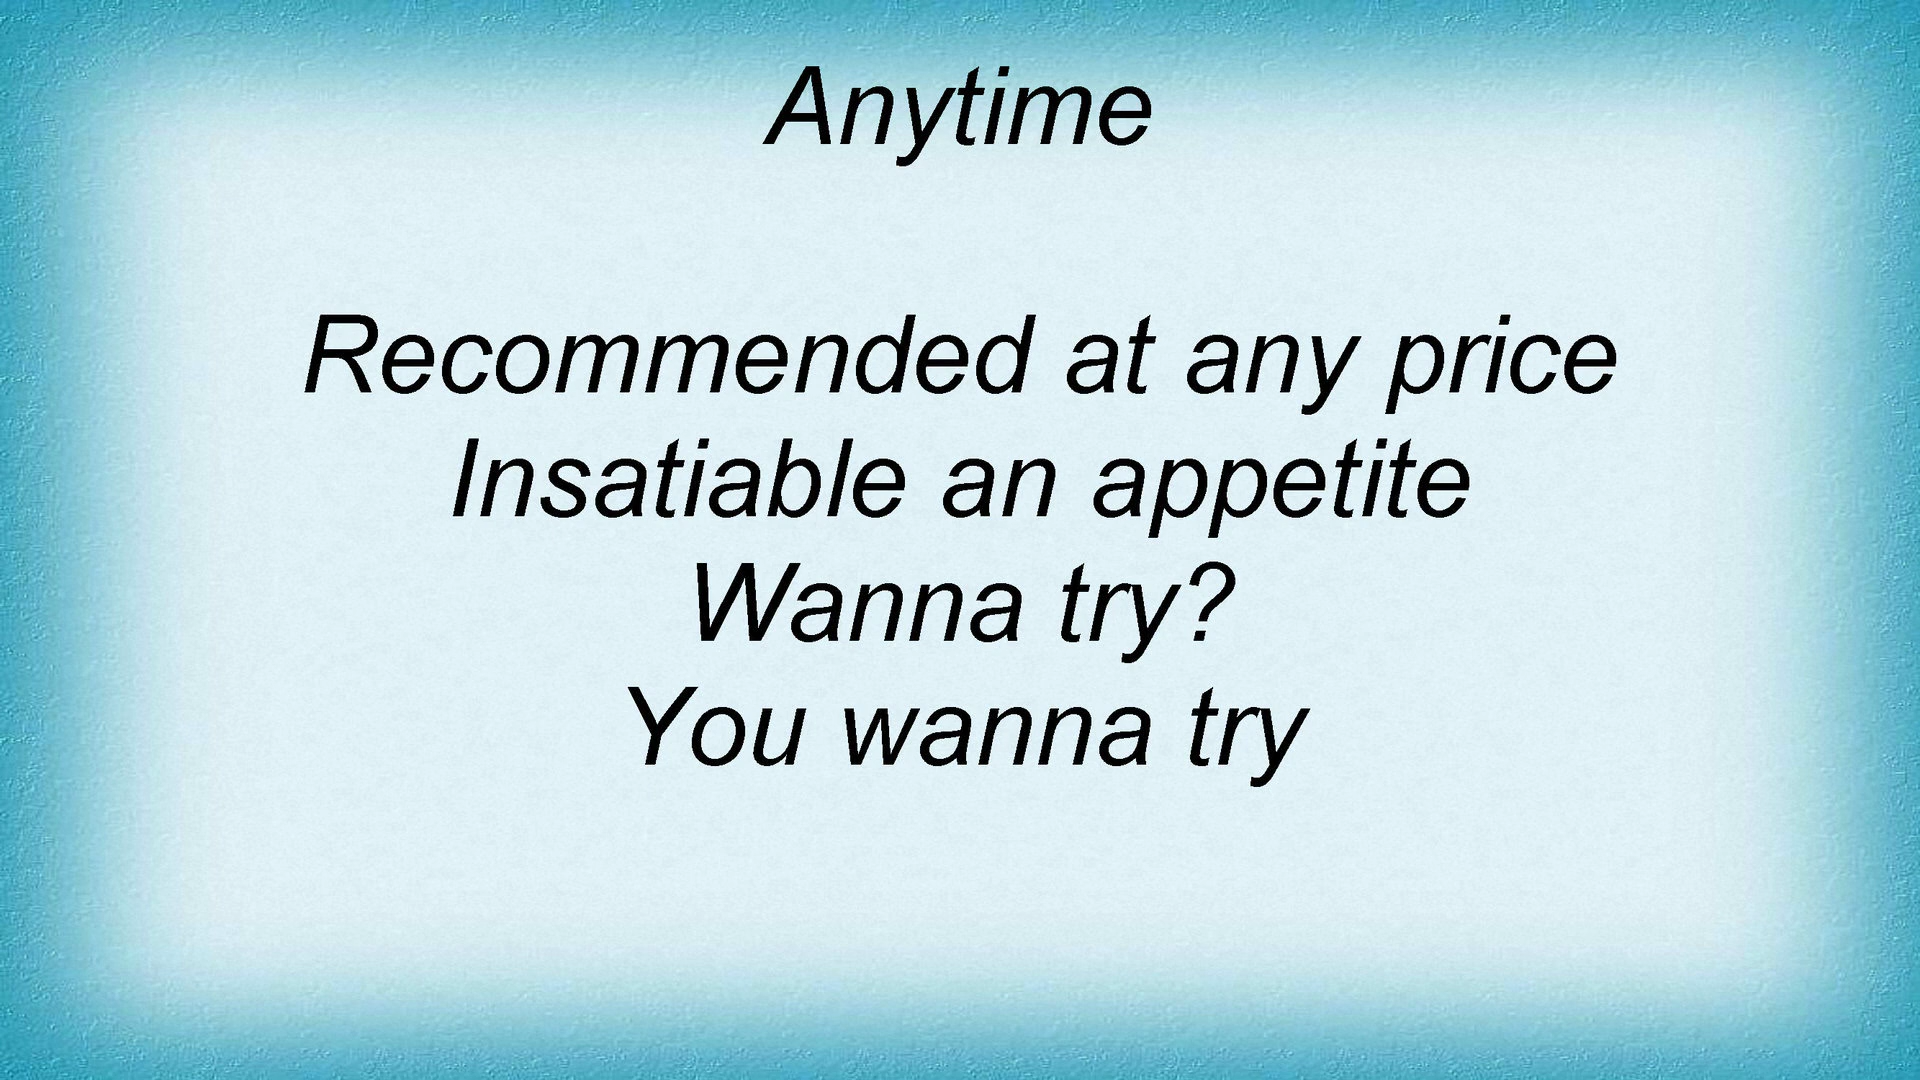 Anytime
Recommended at any price
Insatiable an appetite
Wanna try?
You wanna try